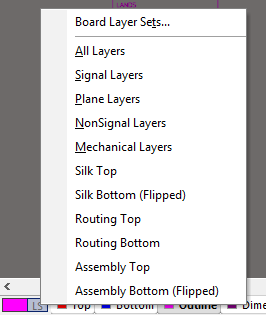 LANDS
Board Layer Sets...
All Layers
Signal Layers
Plane Layers
NonSignal Layers
Mechanical Layers
Silk Top
Silk Bottom (Flipped)
Routing Top
Routing Bottom
Assembly Top
Assembly Bottom (Flipped)
LS Top Bottom Outline Dime